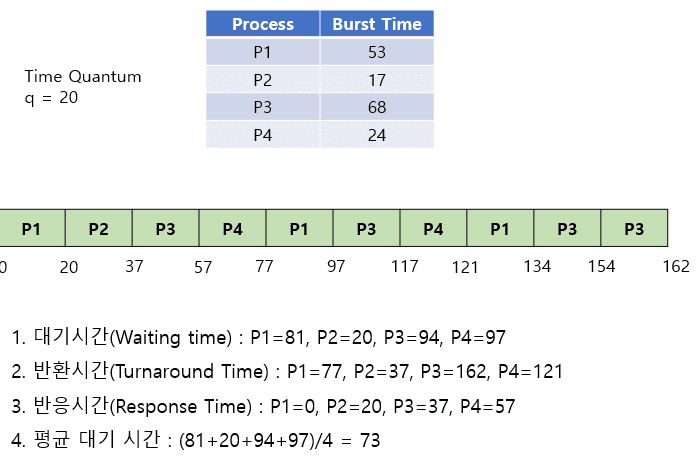 Process Burst Time
P1 53
Time Quantum
P2 17
q = 20
P3 68
P4 24
P1 P2 P3 P4 P1 P3 P4 P1 P3 P3
0 20 37 57 77 97 117 121 134 154 162
1. 대기시간(Waiting time) : P1=81, P2=20, P3=94, P4=97
2. 반환시간(Turnaround Time) : P1=77, P2=37, P3=162, P4=121
3. 반응시간(Response Time) : P1=0, P2=20, P3=37, P4=57
4. 평균 대기 시간 : (81+20+94+97)/4 = 73